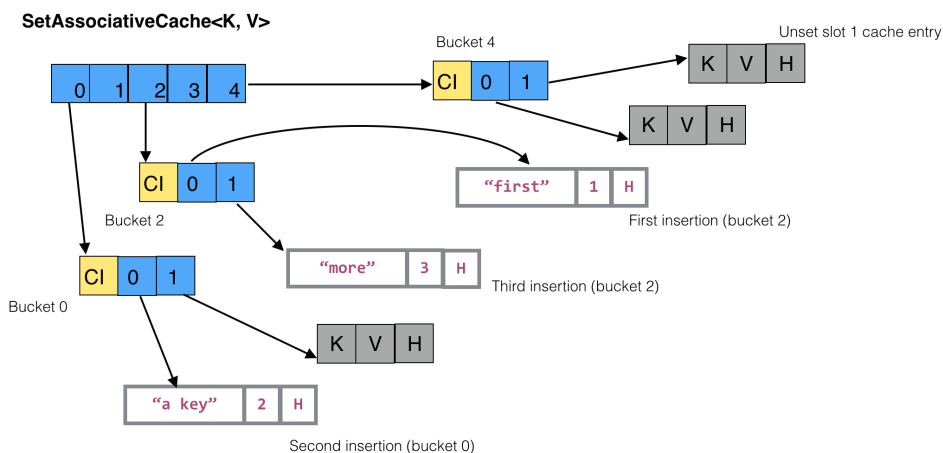 SetAssociativeCache<K, V>
Unset slot 1 cache entry
Bucket 4
0 1 2 3 4
CI 0 1
K V H
K V H
CI 0 1
Bucket 2
“first” 1 H
First insertion (bucket 2)
“more” 3 H
Third insertion (bucket 2)
CI 0 1
Bucket 0
K V H
“a key” 2 H
Second insertion (bucket 0)